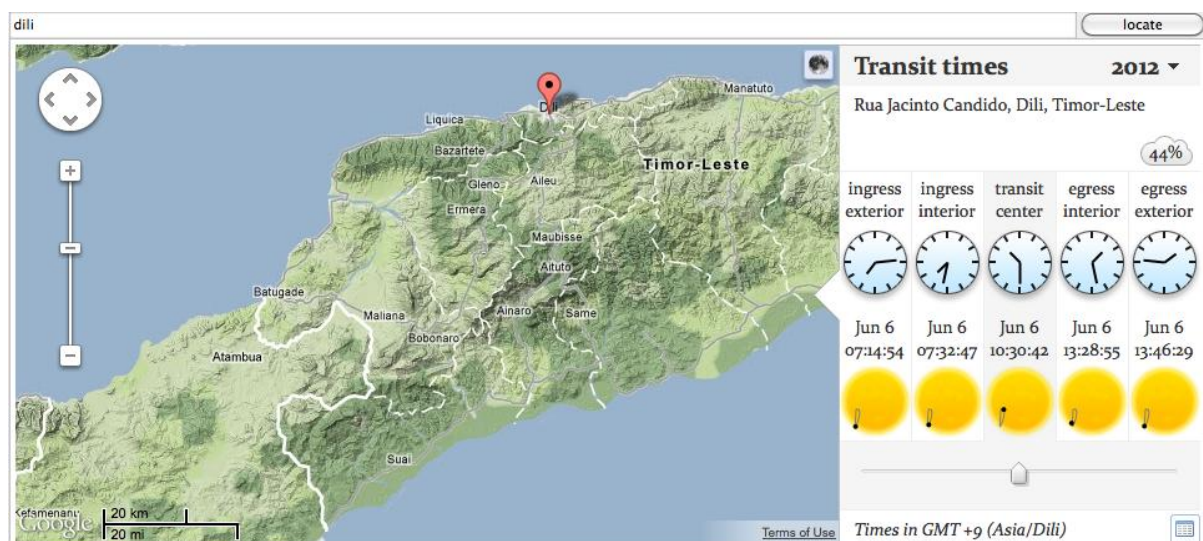 dili
locate
Manatuto
Dili
Liquica
Bazartete
Timor-Leste
Gleno
Aileu
Ermera
Maubisse
Aituto
Batugade
Maliana
Ainaro
Same
Bobonaro
Atambua
Suai
Kefamenanu
Google
20 km
20 mi
Terms of Use
Transit times
2012
Rua Jacinto Candido, Dili, Timor-Leste
44%
ingress exterior
ingress interior
transit center
egress interior
egress exterior
Jun 6 07:14:54
Jun 6 07:32:47
Jun 6 10:30:42
Jun 6 13:28:55
Jun 6 13:46:29
Times in GMT +9 (Asia/Dili)